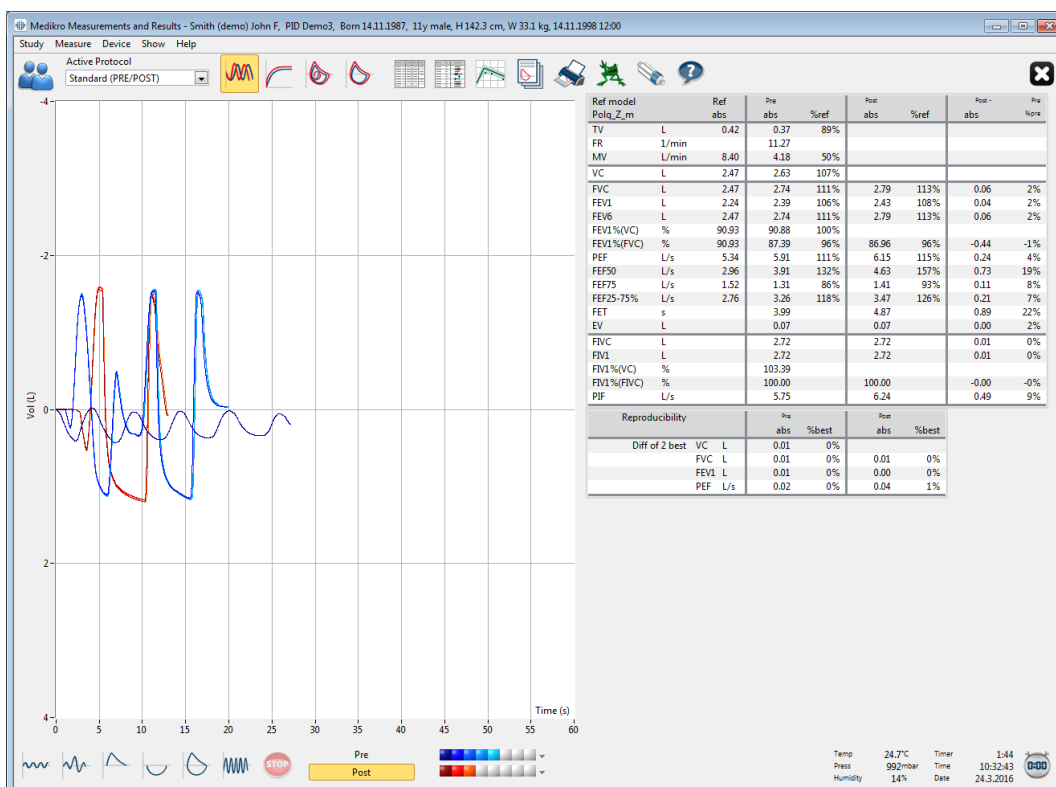 Medikro Measurements and Results - Smith (demo) John F, PID Demo3, Born 14.11.1987, 11y male, H 142.3 cm, W 33.1 kg, 14.11.1998 12:00
Study Measure Device Show Help
Active Protocol
Standard (PRE/POST)
-4
-2
0
2
4
Vol (L)
Time (s)
0 5 10 15 20 25 30 35 40 45 50 55 60
Ref model Ref Pre Post Post - Pre
Polg_Z_m abs abs %ref abs %ref abs %pre
TV L 0.42 0.37 89%
FR 1/min 11.27
MV L/min 8.40 4.18 50%
VC L 2.47 2.63 107%
FVC L 2.47 2.74 111% 2.79 113% 0.06 2%
FEV1 L 2.24 2.39 106% 2.43 108% 0.04 2%
FEV6 L 2.47 2.74 111% 2.79 113% 0.06 2%
FEV1%(VC) % 90.93 90.88 100%
FEV1%(FVC) % 90.93 87.39 96% 86.96 96% -0.44 -1%
PEF L/s 5.34 5.91 111% 6.15 115% 0.24 4%
FEF50 L/s 2.96 3.91 132% 4.63 157% 0.73 19%
FEF75 L/s 1.52 1.31 86% 1.41 93% 0.11 8%
FEF25-75% L/s 2.76 3.26 118% 3.47 126% 0.21 7%
FET s 3.99 4.87 0.89 22%
EV L 0.07 0.07 0.00 2%
FIVC L 2.72 2.72 0.01 0%
FIV1 L 2.72 2.72 0.01 0%
FIV1%(VC) % 103.39
FIV1%(FIVC) % 100.00 100.00 -0.00 -0%
PIF L/s 5.75 6.24 0.49 9%
Reproducibility Pre Post
abs %best abs %best
Diff of 2 best VC L 0.01 0%
FVC L 0.01 0% 0.01 0%
FEV1 L 0.01 0% 0.00 0%
PEF L/s 0.02 0% 0.04 1%
STOP
Pre
Post
Temp 24.7°C Timer 1:44
Press 992mbar Time 10:32:43
Humidity 14% Date 24.3.2016
0:00